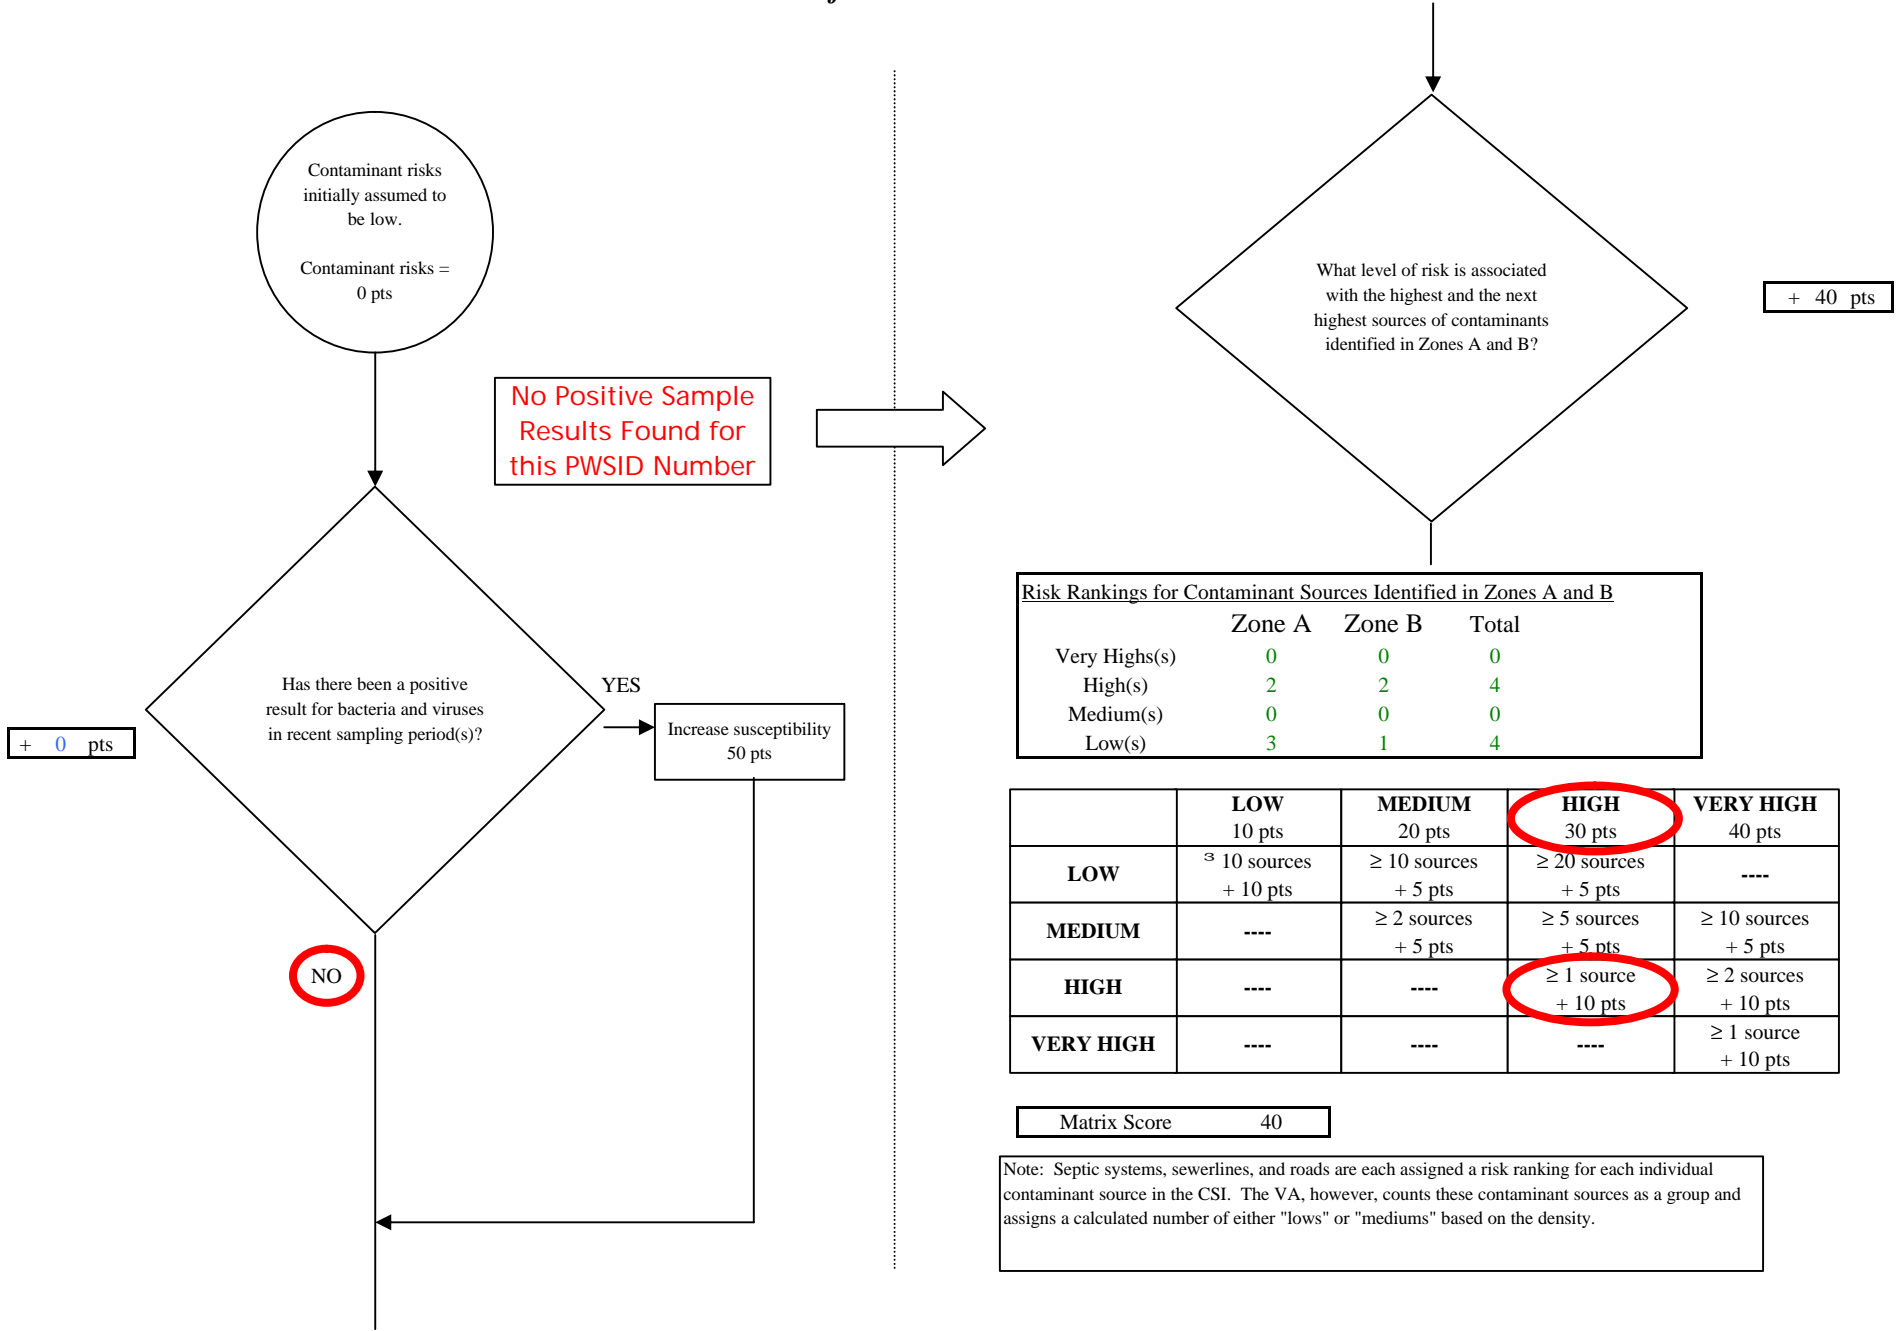 Contaminant risks
initially assumed to
be low.
Contaminant risks =
0 pts
No Positive Sample
Results Found for
this PWSID Number
Has there been a positive
result for bacteria and viruses
in recent sampling period(s)?
+ 0 pts
YES
Increase susceptibility
50 pts
NO
What level of risk is associated
with the highest and the next
highest sources of contaminants
identified in Zones A and B?
+ 40 pts
Risk Rankings for Contaminant Sources Identified in Zones A and B
Zone A Zone B Total
Very Highs(s) 0 0 0
High(s) 2 2 4
Medium(s) 0 0 0
Low(s) 3 1 4
LOW MEDIUM HIGH VERY HIGH
10 pts 20 pts 30 pts 40 pts
LOW ³ 10 sources ≥ 10 sources ≥ 20 sources ----
+ 10 pts + 5 pts + 5 pts
MEDIUM ---- ≥ 2 sources ≥ 5 sources ≥ 10 sources
+ 5 pts + 5 pts + 5 pts
HIGH ---- ---- ≥ 1 source ≥ 2 sources
+ 10 pts + 10 pts
VERY HIGH ---- ---- ---- ≥ 1 source
+ 10 pts
Matrix Score 40
Note: Septic systems, sewerlines, and roads are each assigned a risk ranking for each individual
contaminant source in the CSI. The VA, however, counts these contaminant sources as a group and
assigns a calculated number of either "lows" or "mediums" based on the density.